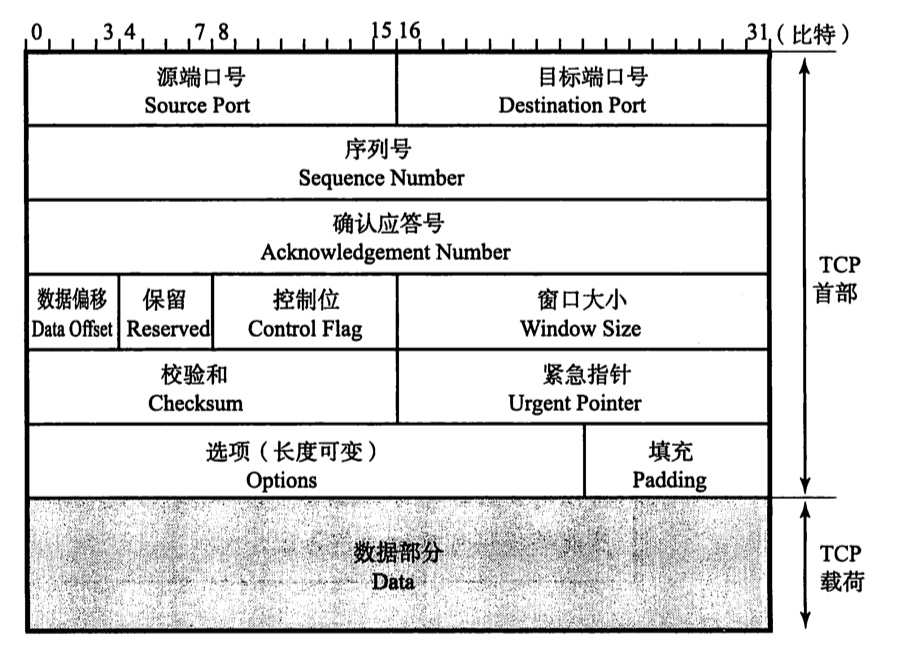 0 3 4 7 8 15 16 31 (比特)
源端口号
Source Port
目标端口号
Destination Port
序列号
Sequence Number
确认应答号
Acknowledgement Number
数据偏移
Data Offset
保留
Reserved
控制位
Control Flag
窗口大小
Window Size
校验和
Checksum
紧急指针
Urgent Pointer
选项(长度可变)
Options
填充
Padding
TCP
首部
数据部分
Data
TCP
载荷